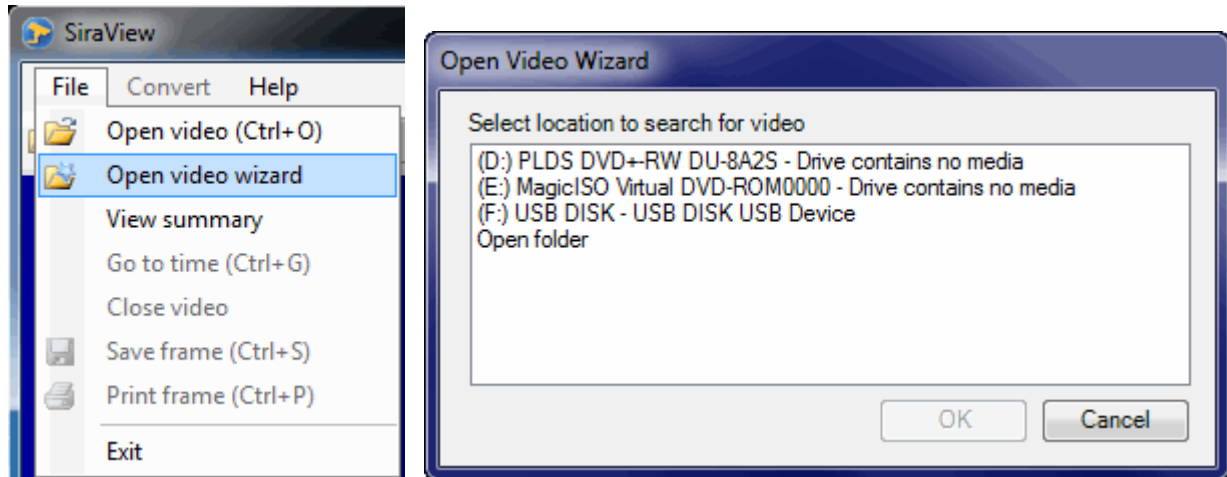 SiraView
File Convert Help
Open video (Ctrl+O)
Open video wizard
View summary
Go to time (Ctrl+G)
Close video
Save frame (Ctrl+S)
Print frame (Ctrl+P)
Exit
Open Video Wizard
Select location to search for video
(D:) PLDS DVD+-RW DU-8A2S - Drive contains no media
(E:) MagicISO Virtual DVD-ROM0000 - Drive contains no media
(F:) USB DISK - USB DISK USB Device
Open folder
OK Cancel